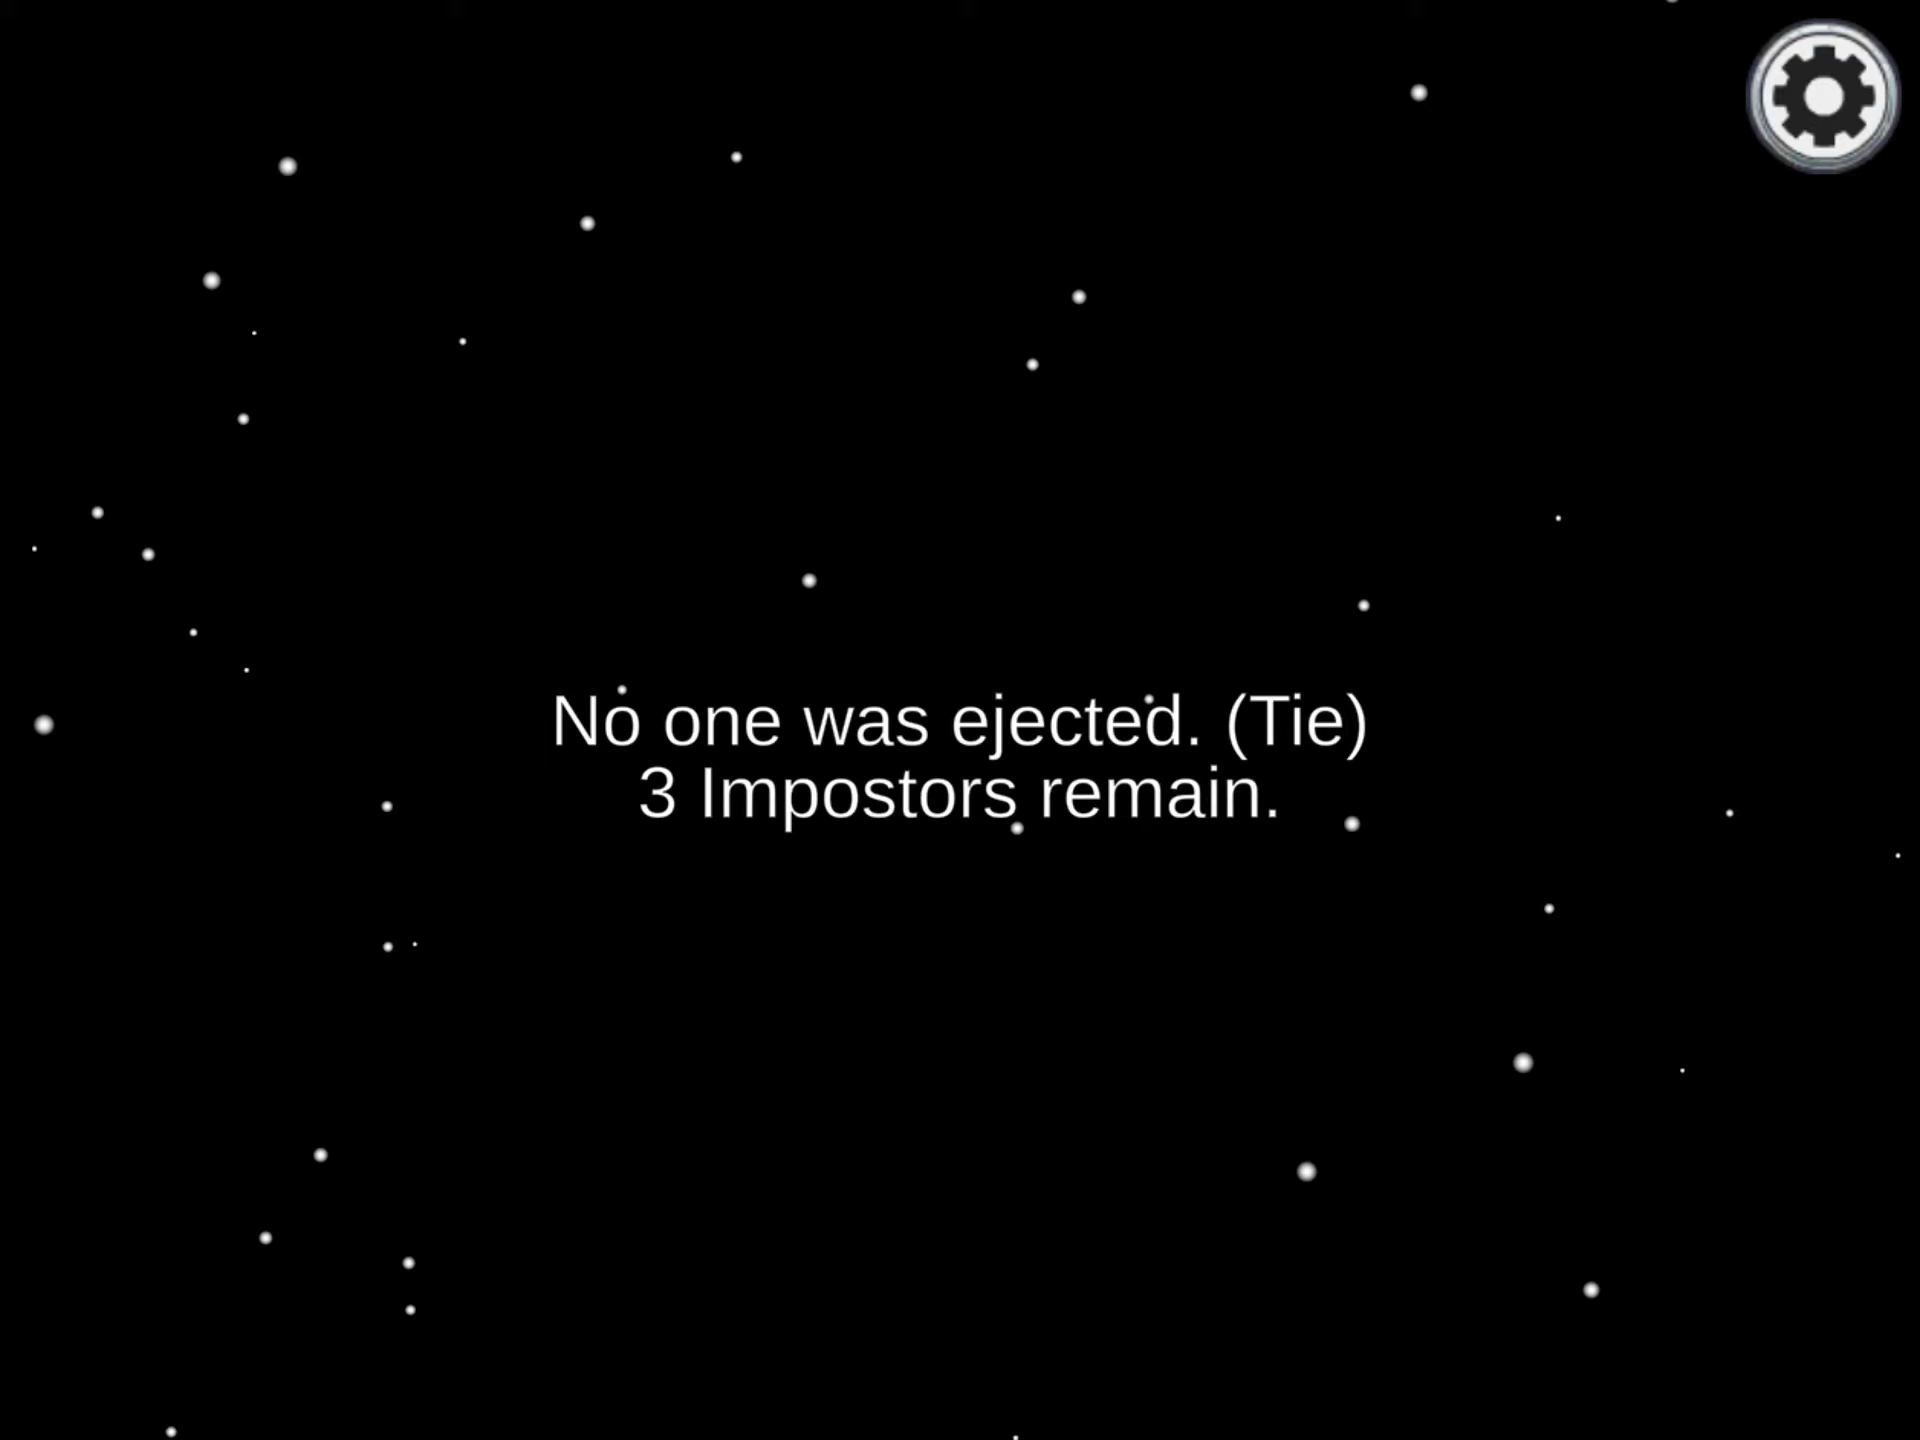 No one was ejected. (Tie)
3 Impostors remain.